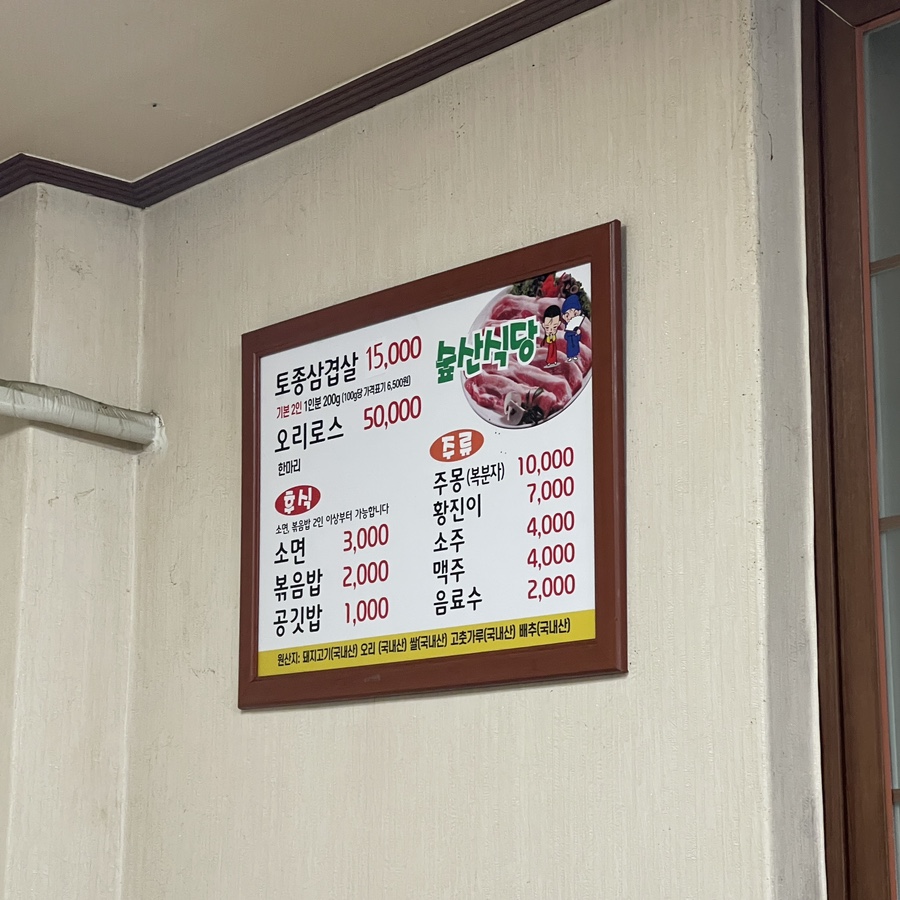 숲산식당
토종삼겹살 15,000
기본 2인 1인분 200g (100g당 가격표기 6,500원)
오리로스 50,000
한마리
후식
소면, 볶음밥 2인 이상부터 가능합니다
소면 3,000
볶음밥 2,000
공깃밥 1,000
주류
주몽(복분자) 10,000
황진이 7,000
소주 4,000
맥주 4,000
음료수 2,000
원산지: 돼지고기(국내산) 오리 (국내산) 쌀(국내산) 고춧가루(국내산) 배추(국내산)